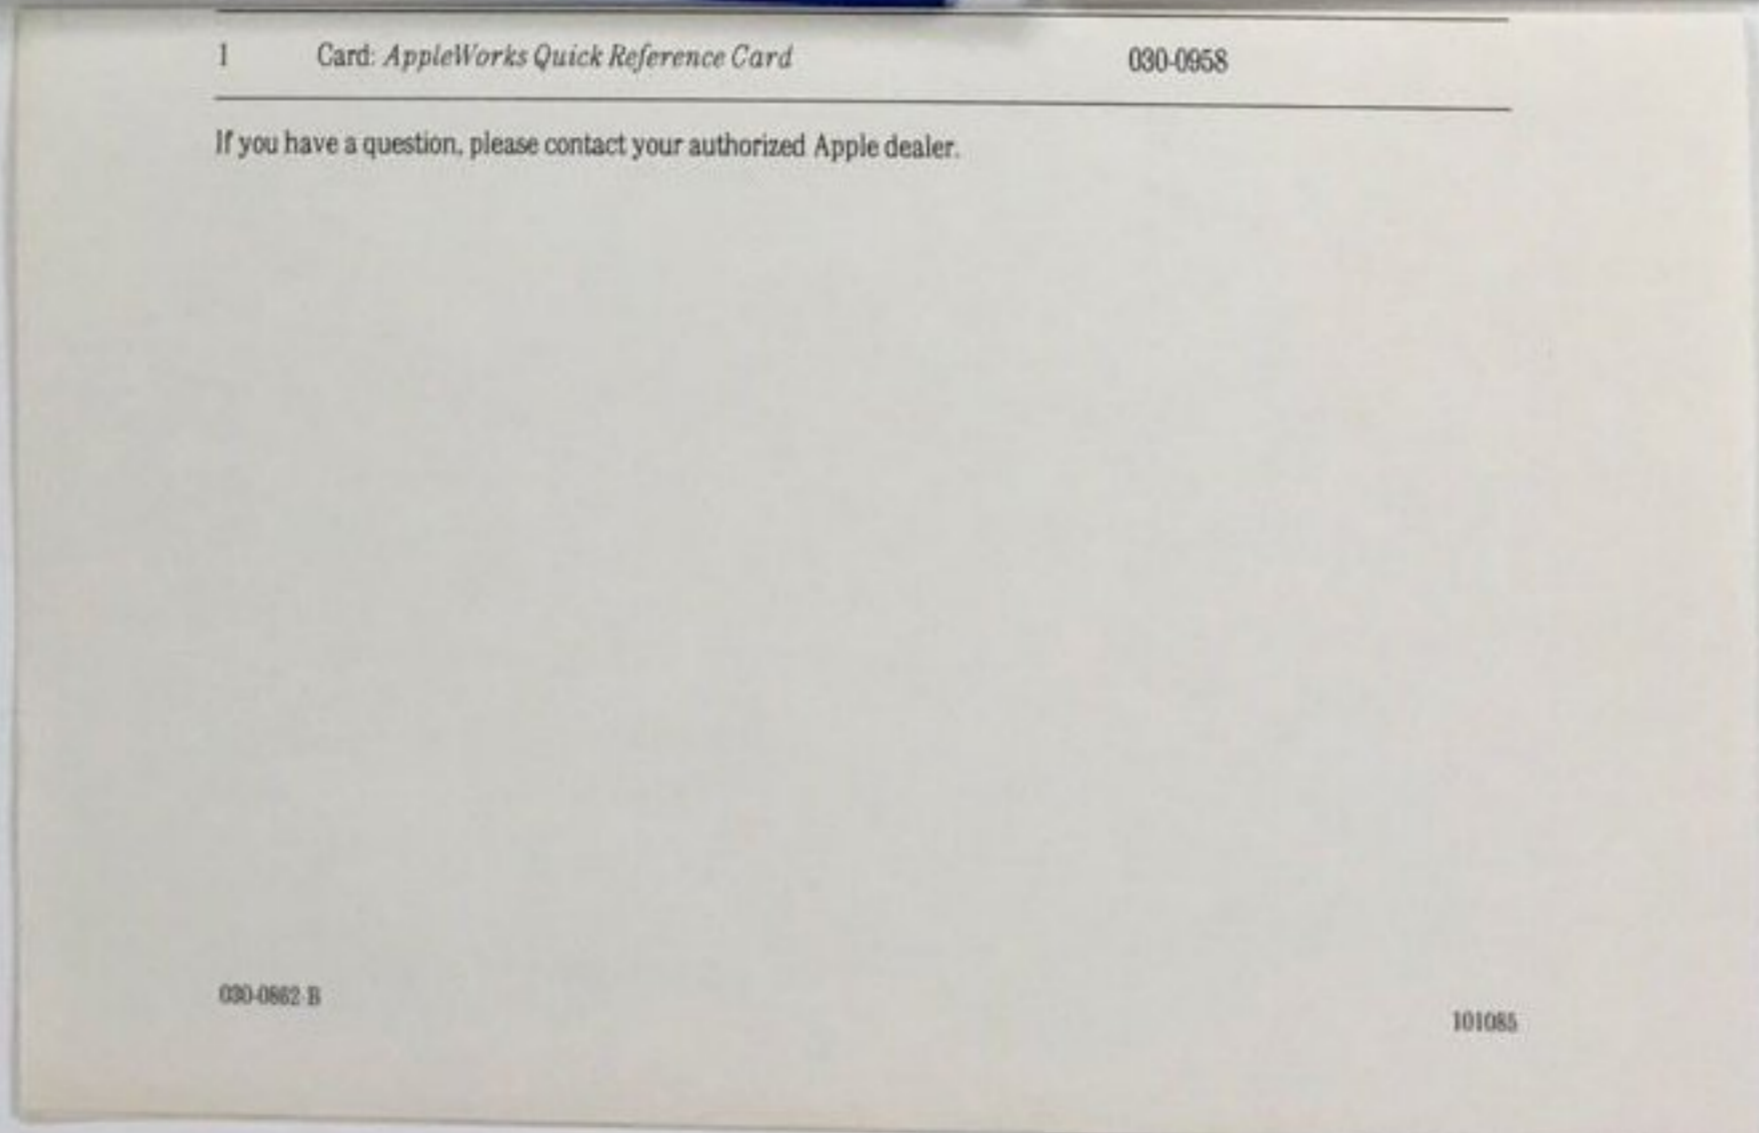 1 Card: AppleWorks Quick Reference Card 030-0958
If you have a question, please contact your authorized Apple dealer.
030-0862-B
101085